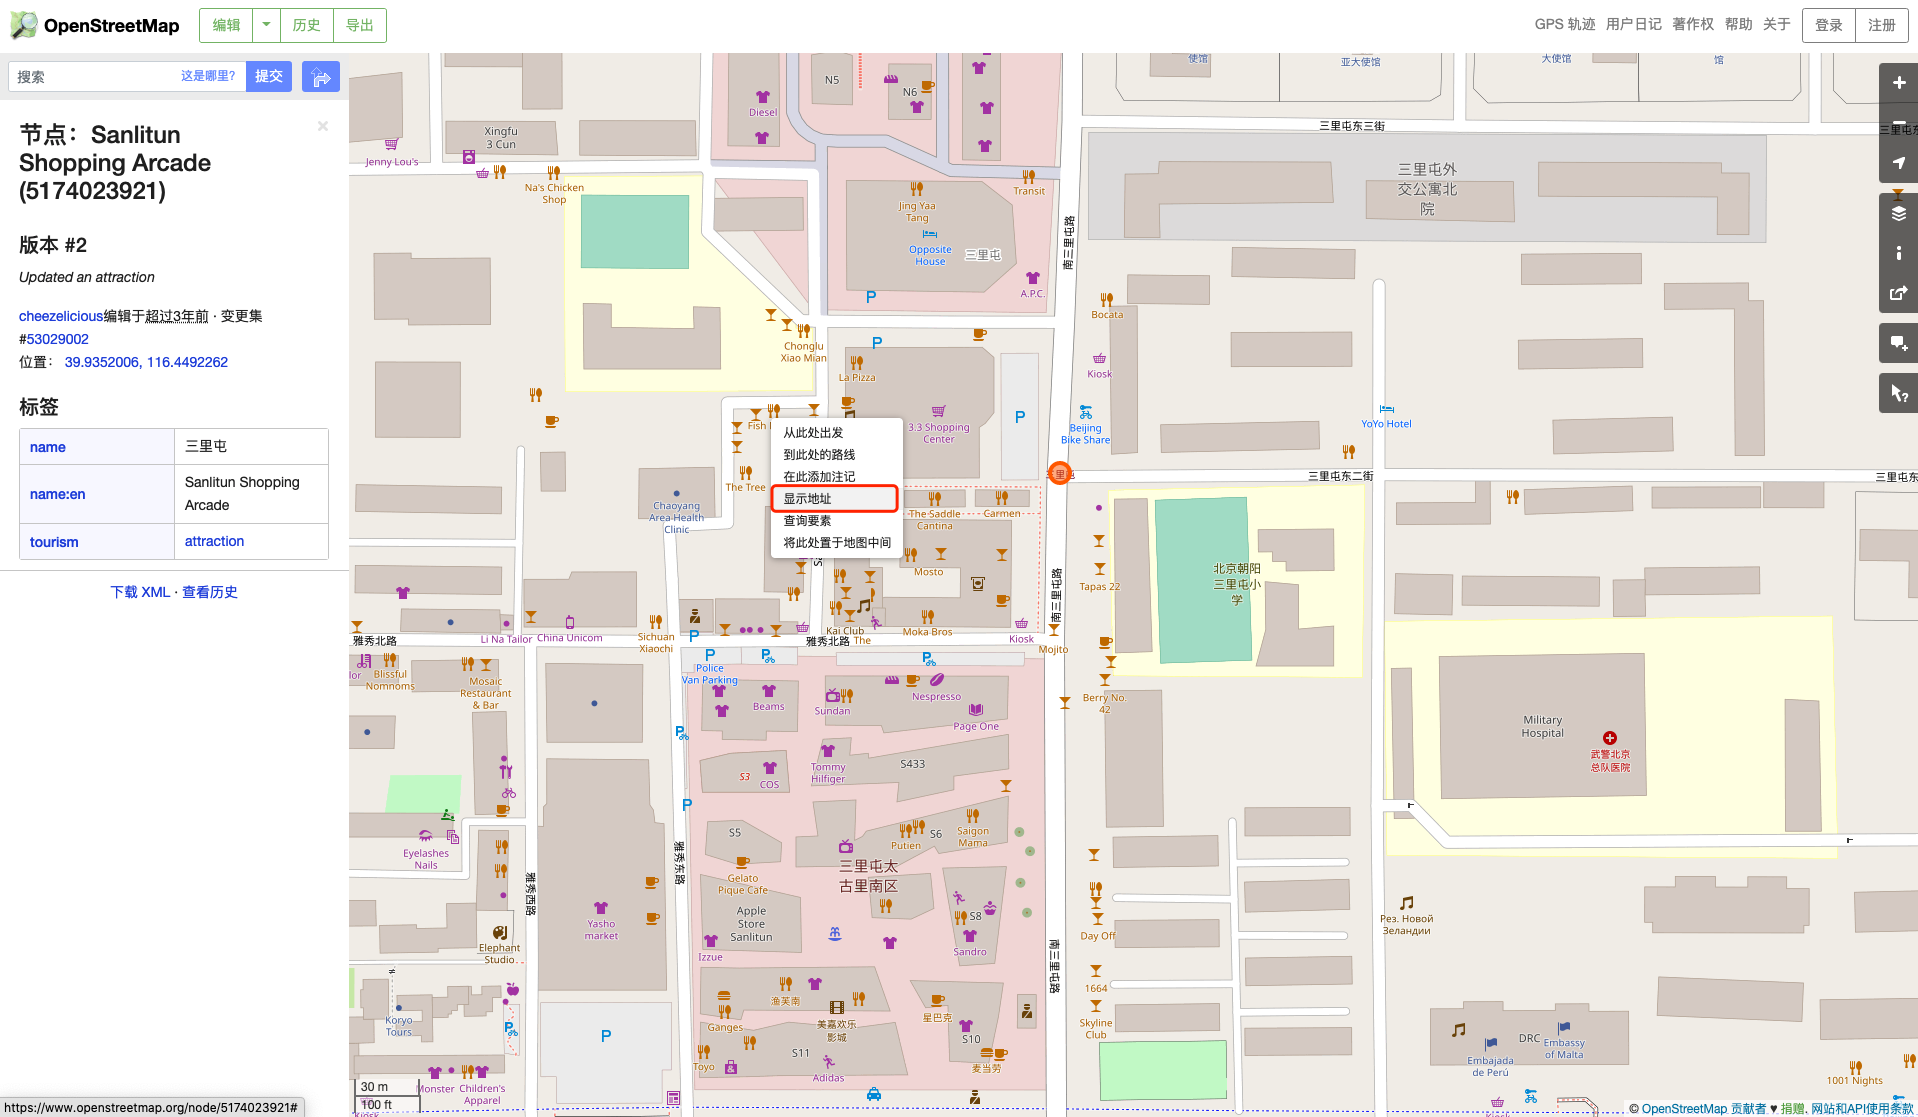 OpenStreetMap
编辑
历史
导出
GPS 轨迹
用户日记
著作权
帮助
关于
登录
注册
搜索
这是哪里?
提交
节点：Sanlitun
Shopping Arcade
(5174023921)
版本 #2
Updated an attraction
cheezelicious编辑于超过3年前 · 变更集
#53029002
位置： 39.9352006, 116.4492262
标签
name 三里屯
name:en Sanlitun Shopping
Arcade
tourism attraction
下载 XML · 查看历史
https://www.openstreetmap.org/node/5174023921#
从此处出发
到此处的路线
在此添加注记
显示地址
查询要素
将此处置于地图中间
使馆
亚大使馆
大使馆
馆
N5
N6
Diesel
Xingfu
3 Cun
Jenny Lou's
三里屯东三街
三里屯东
Na's Chicken
Shop
Transit
Jing Yaa
Tang
Opposite
House
三里屯
A.P.C.
三里屯外
交公寓北
院
南三里屯路
Bocata
Chonglu
Xiao Mian
La Pizza
Kiosk
P
P
P
3.3 Shopping
Center
Beijing
Bike Share
YoYo Hotel
Fish
The Tree
三里屯
三里屯东二街
三里屯东
Chaoyang
Area Health
Clinic
The Saddle
Cantina
Carmen
Mosto
Tapas 22
南三里屯路
北京朝阳
三里屯小
学
Li Na Tailor
China Unicom
Sichuan
Xiaochi
P
Kai Club
The
Moka Bros
Kiosk
Mojito
雅秀北路
雅秀北路
lor
Blissful
Nomnoms
Mosaic
Restaurant
& Bar
P
Police
Van Parking
P
P
Beams
Sundan
Nespresso
Page One
Berry No.
42
Military
Hospital
武警北京
总队医院
P
S3
COS
Tommy
Hilfiger
S433
P
S5
Putien
S6
Saigon
Mama
Eyelashes
Nails
雅秀东路
雅秀西路
Gelato
Pique Cafe
三里屯太
古里南区
Apple
Store
Sanlitun
Yasho
market
S8
Sandro
Izzue
Day Off
Рез. Новой
Зеландии
Elephant
Studio
南三里屯路
1664
Koryo
Tours
P
P
渔芙南
Ganges
美嘉欢乐
影城
星巴克
Skyline
Club
S11
S10
Toyo
Adidas
麦当劳
DRC
Embajada
de Perú
Embassy
of Malta
1001 Nights
Monster
Children's
Apparel
30 m
100 ft
Kiosk
© OpenStreetMap 贡献者 ♥ 捐赠. 网站和API使用条款